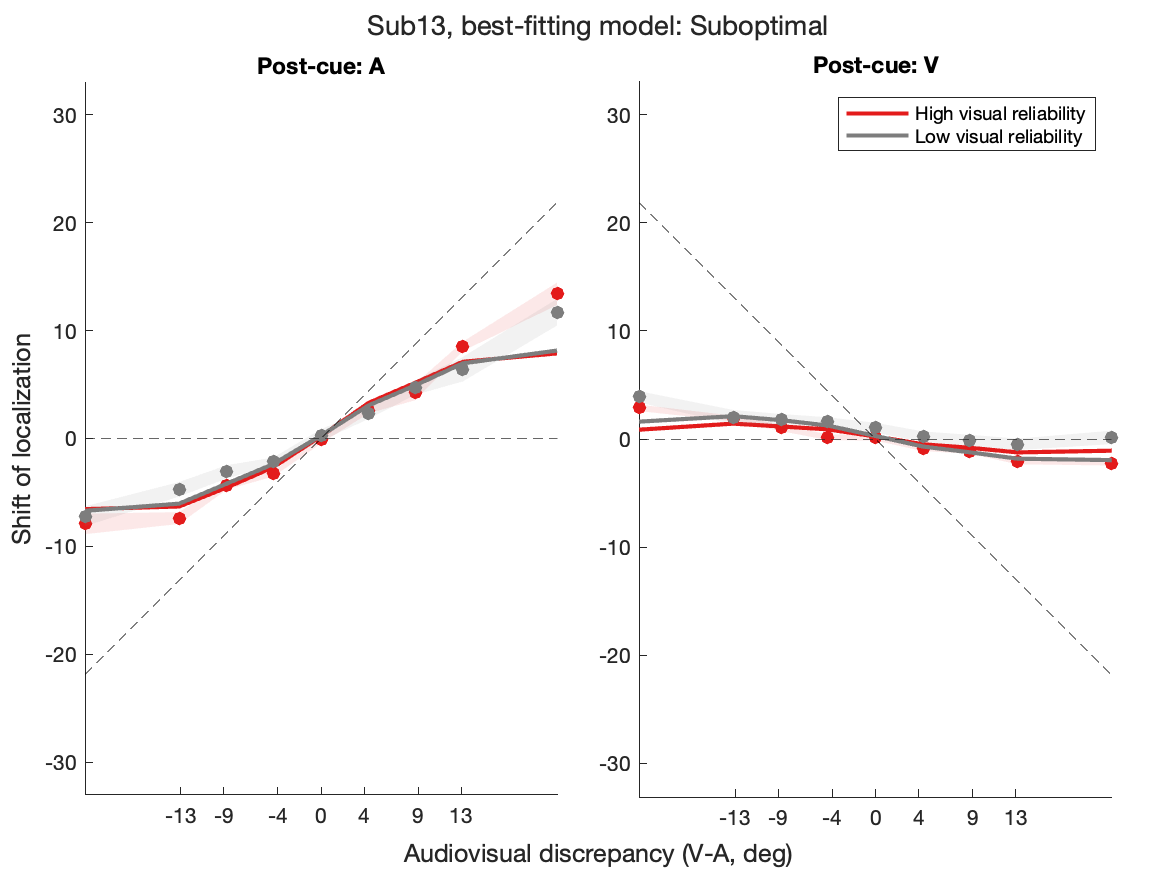 Sub13, best-fitting model: Suboptimal
Post-cue: A
Post-cue: V
High visual reliability
Low visual reliability
Shift of localization
30
20
10
0
-10
-20
-30
-13 -9 -4 0 4 9 13
30
20
10
0
-10
-20
-30
-13 -9 -4 0 4 9 13
Audiovisual discrepancy (V-A, deg)